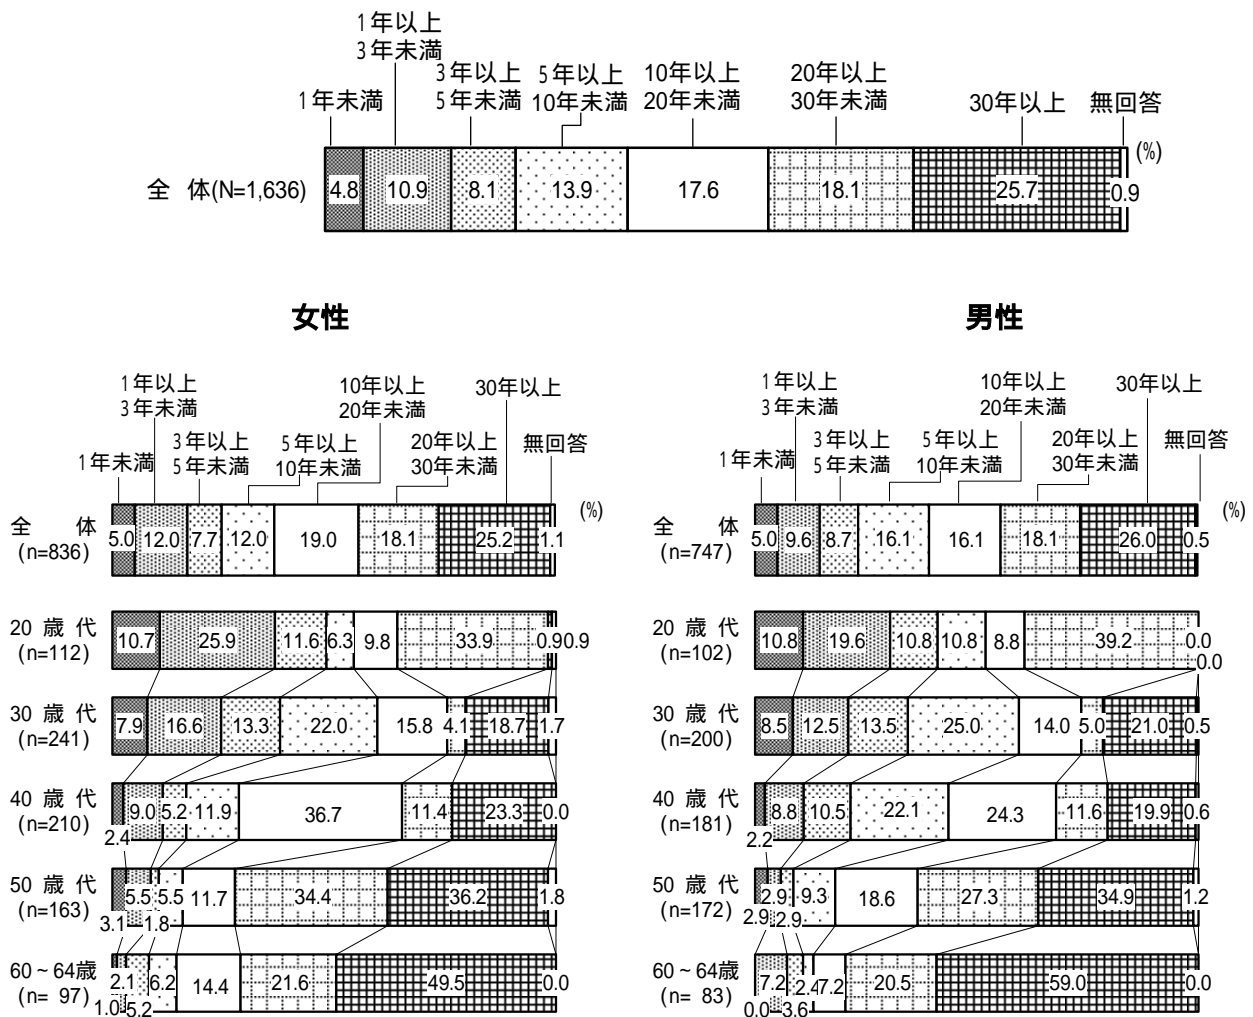 1年以上
3年未満
3年以上
5年未満
5年以上
10年未満
10年以上
20年未満
20年以上
30年未満
1年未満
30年以上
無回答
(%)
全 体(N=1,636)
4.8 10.9 8.1 13.9 17.6 18.1 25.7 0.9
女性
1年以上
3年未満
10年以上
20年未満
30年以上
1年未満
3年以上
5年未満
5年以上
10年未満
20年以上
30年未満
無回答
(%)
全 体
(n=836)
5.0 12.0 7.7 12.0 19.0 18.1 25.2 1.1
20 歳 代
(n=112)
10.7 25.9 11.6 6.3 9.8 33.9 0.9 0.9
30 歳 代
(n=241)
7.9 16.6 13.3 22.0 15.8 4.1 18.7 1.7
40 歳 代
(n=210)
2.4 9.0 5.2 11.9 36.7 11.4 23.3 0.0
50 歳 代
(n=163)
3.1 5.5 1.8 5.5 11.7 34.4 36.2 1.8
60~64歳
(n= 97)
1.0 2.1 5.2 6.2 14.4 21.6 49.5 0.0
男性
1年以上
3年未満
10年以上
20年未満
30年以上
1年未満
3年以上
5年未満
5年以上
10年未満
20年以上
30年未満
無回答
(%)
全 体
(n=747)
5.0 9.6 8.7 16.1 16.1 18.1 26.0 0.5
20 歳 代
(n=102)
10.8 19.6 10.8 10.8 8.8 39.2 0.0 0.0
30 歳 代
(n=200)
8.5 12.5 13.5 25.0 14.0 5.0 21.0 0.5
40 歳 代
(n=181)
2.2 8.8 10.5 22.1 24.3 11.6 19.9 0.6
50 歳 代
(n=172)
2.9 2.9 2.9 9.3 18.6 27.3 34.9 1.2
60~64歳
(n= 83)
0.0 7.2 3.6 2.4 7.2 20.5 59.0 0.0